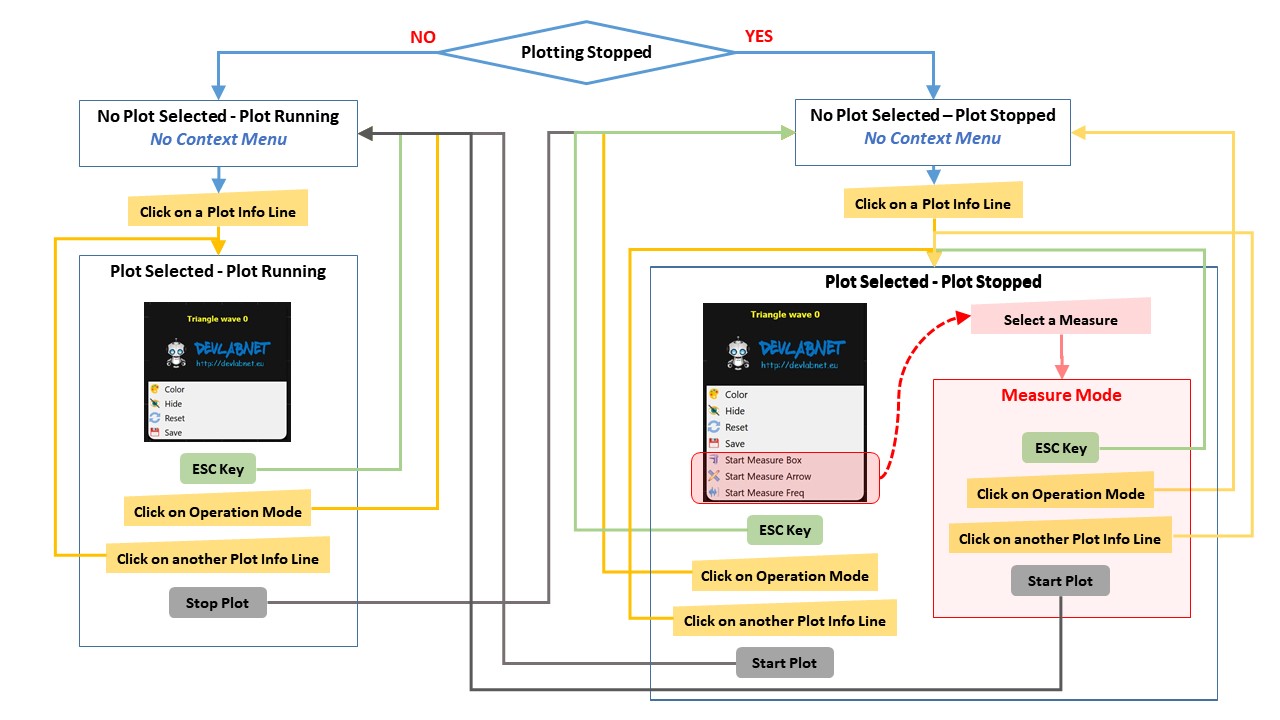 NO
YES
Plotting Stopped
No Plot Selected - Plot Running
No Context Menu
Click on a Plot Info Line
Plot Selected - Plot Running
Triangle wave 0
DEVLABNET
http://devlabnet.eu
Color
Hide
Reset
Save
ESC Key
Click on Operation Mode
Click on another Plot Info Line
Stop Plot
No Plot Selected – Plot Stopped
No Context Menu
Click on a Plot Info Line
Plot Selected - Plot Stopped
Triangle wave 0
DEVLABNET
http://devlabnet.eu
Color
Hide
Reset
Save
Start Measure Box
Start Measure Arrow
Start Measure Freq
ESC Key
Click on Operation Mode
Click on another Plot Info Line
Start Plot
Select a Measure
Measure Mode
ESC Key
Click on Operation Mode
Click on another Plot Info Line
Start Plot